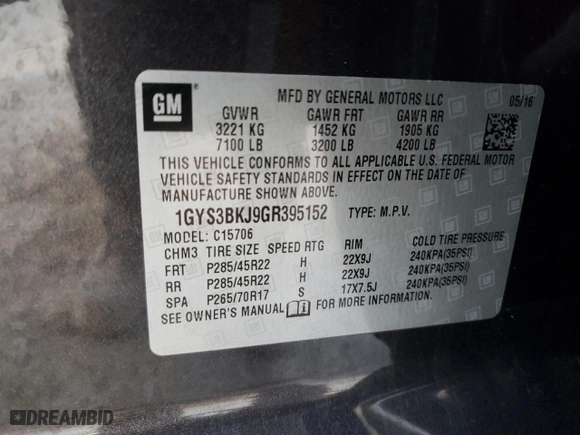 GM
MFD BY GENERAL MOTORS LLC 05/16
GVWR GAWR FRT GAWR RR
3221 KG 1452 KG 1905 KG
7100 LB 3200 LB 4200 LB
THIS VEHICLE CONFORMS TO ALL APPLICABLE U.S. FEDERAL MOTOR
VEHICLE SAFETY STANDARDS IN EFFECT ON THE DATE OF
MANUFACTURE SHOWN ABOVE.
1GYS3BKJ9GR395152 TYPE: M.P.V.
MODEL: C15706
CHM3 TIRE SIZE SPEED RTG RIM COLD TIRE PRESSURE
FRT P285/45R22 H 22X9J 240KPA(35PSI)
RR P285/45R22 H 22X9J 240KPA(35PSI)
SPA P265/70R17 S 17X7.5J 240KPA(35PSI)
SEE OWNER'S MANUAL FOR MORE INFORMATION
DREAMBID